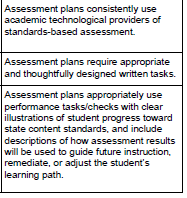 Assessment plans consistently use
academic technological providers of
standards-based assessment.
Assessment plans require appropriate
and thoughtfully designed written tasks.
Assessment plans appropriately use
performance tasks/checks with clear
illustrations of student progress toward
state content standards, and include
descriptions of how assessment results
will be used to guide future instruction,
remediate, or adjust the student's
learning path.